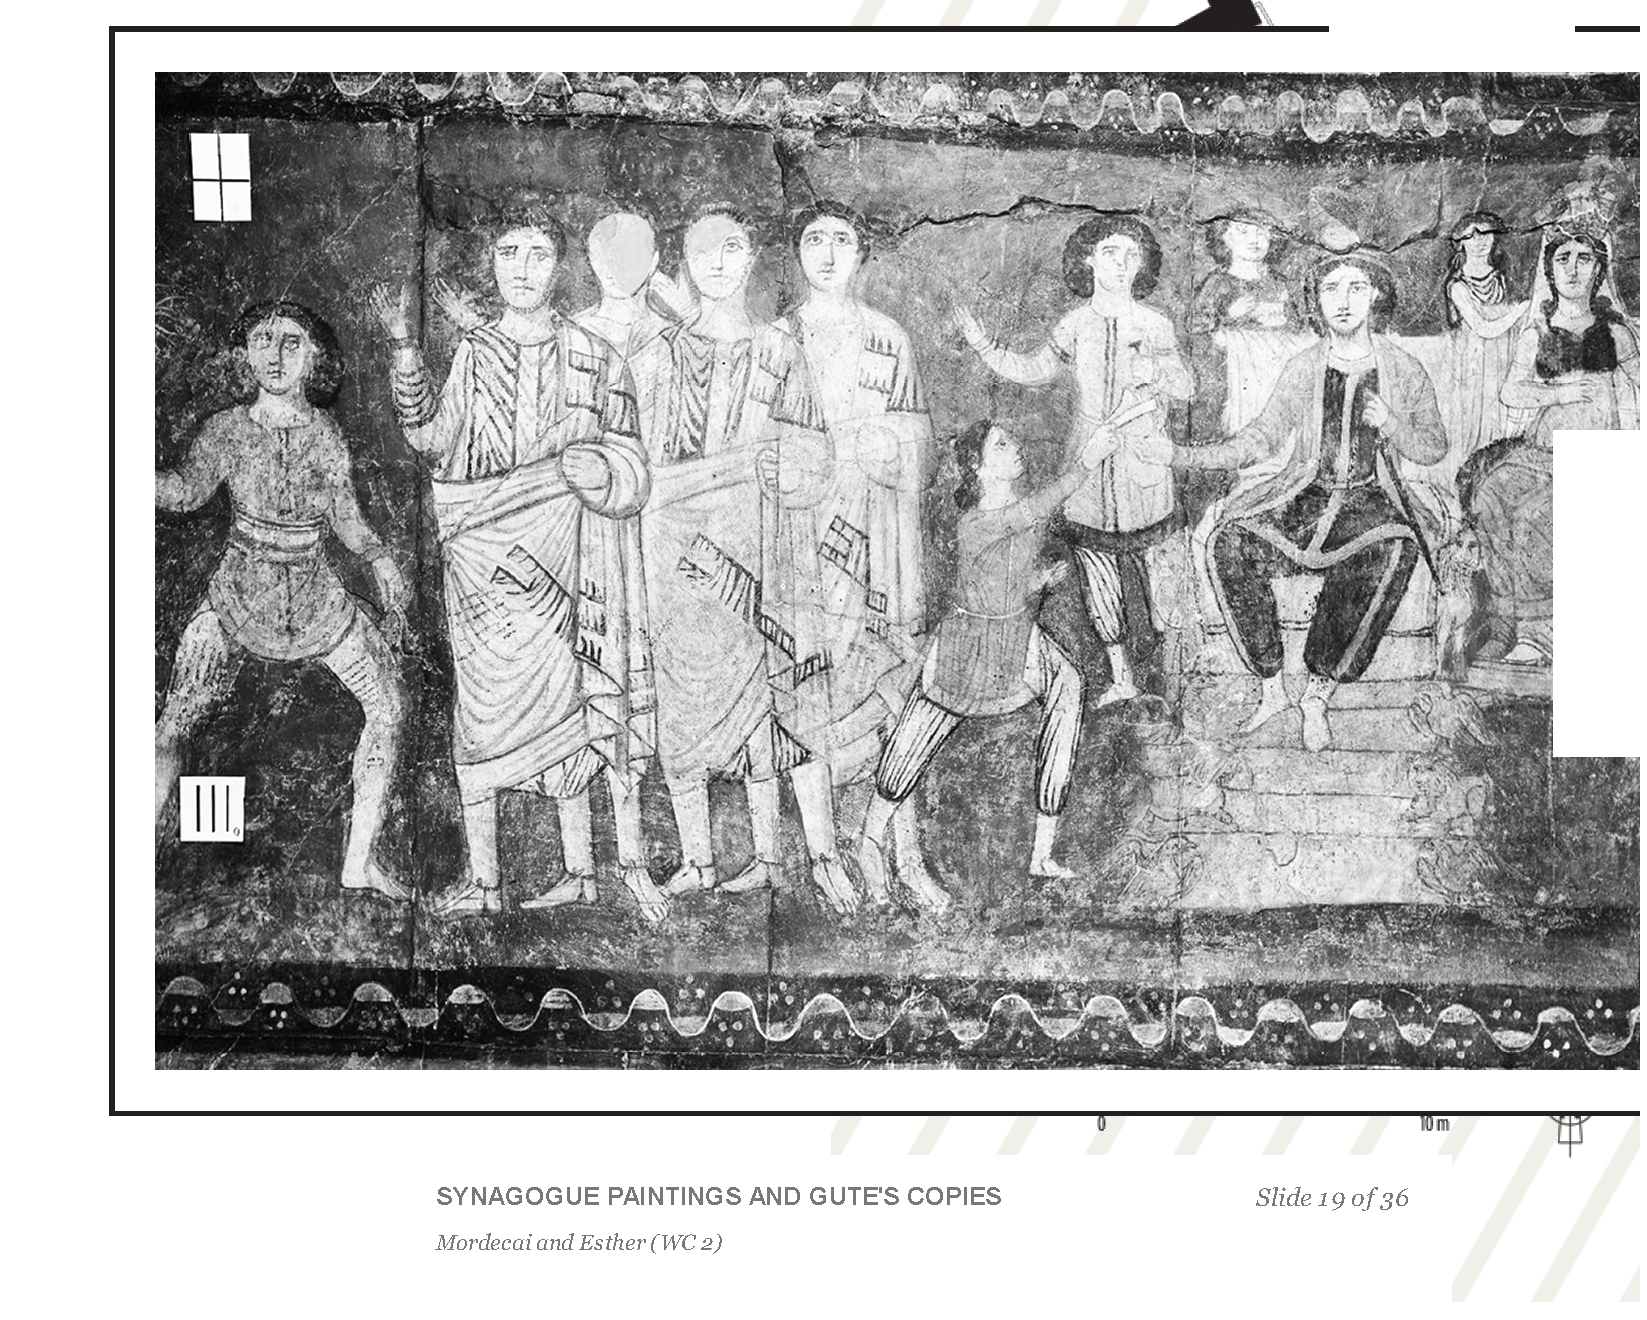 0 10 m
SYNAGOGUE PAINTINGS AND GUTE'S COPIES Slide 19 of 36
Mordecai and Esther (WC 2)